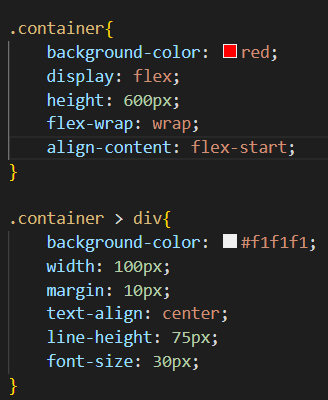 .container{
background-color: red;
display: flex;
height: 600px;
flex-wrap: wrap;
align-content: flex-start;
}
.container > div{
background-color: #f1f1f1;
width: 100px;
margin: 10px;
text-align: center;
line-height: 75px;
font-size: 30px;
}